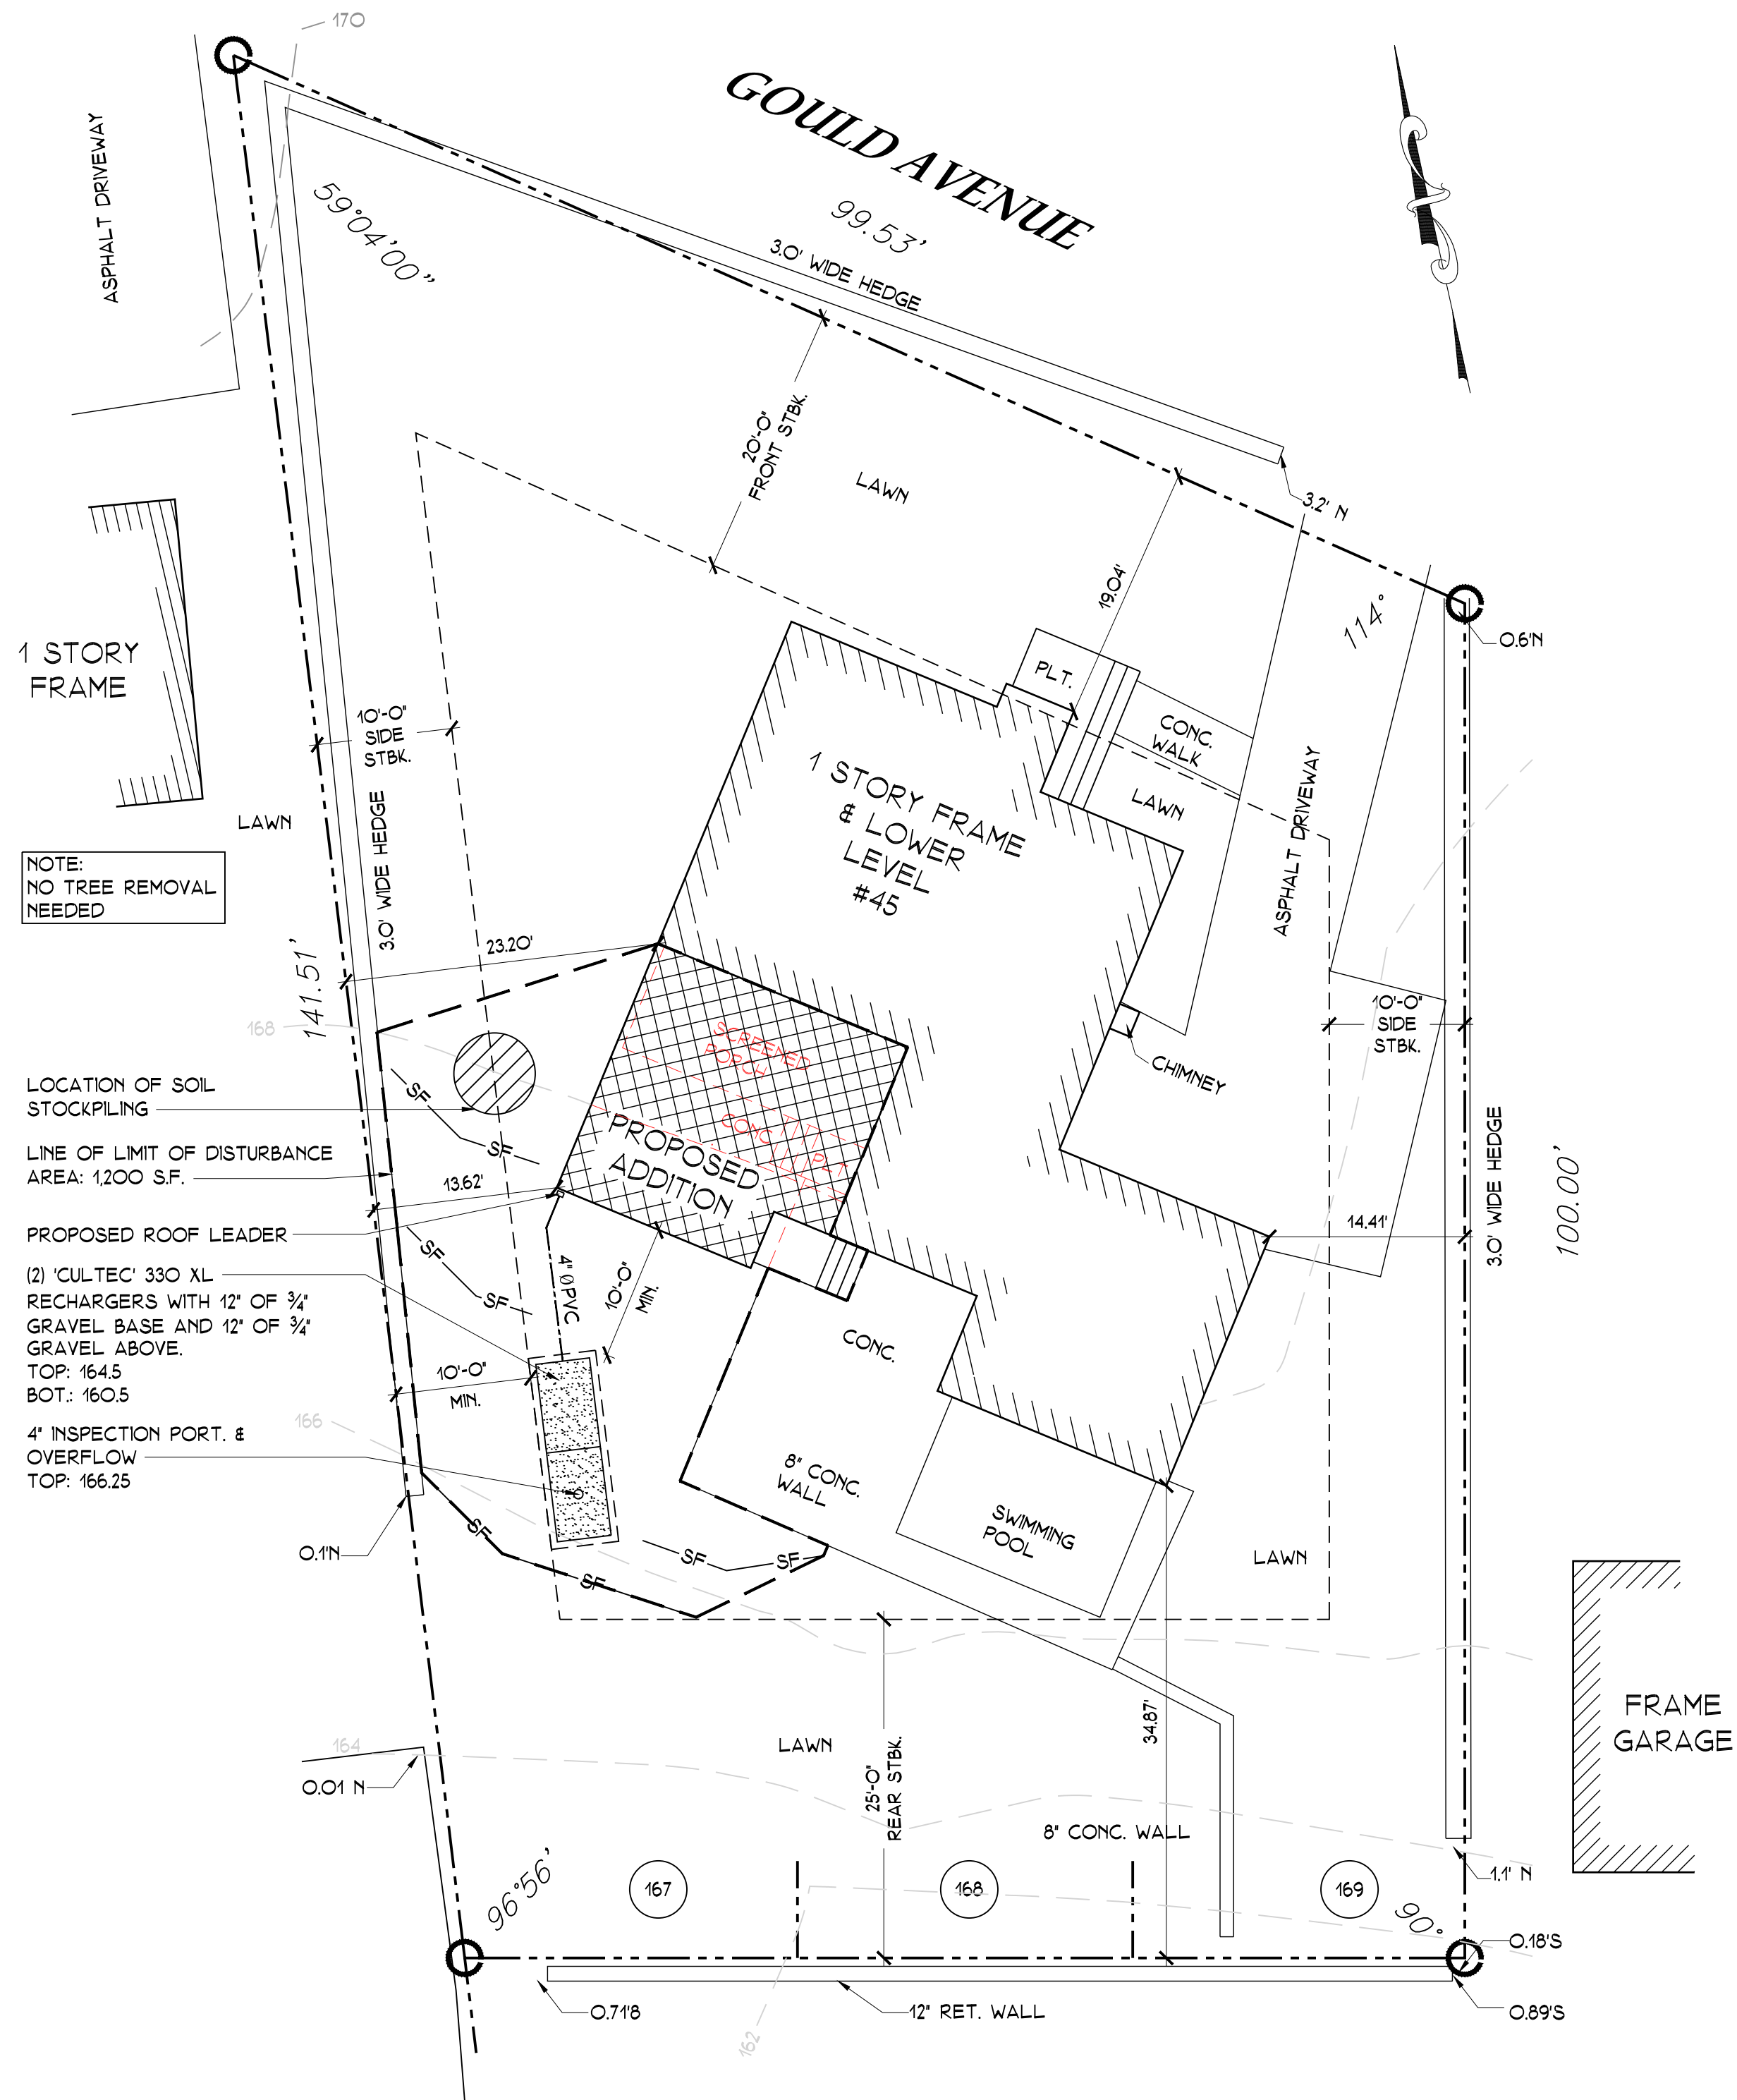 170
GOULD AVENUE
ASPHALT DRIVEWAY
59°04'00"
99.53'
3.0' WIDE HEDGE
20'-0"
FRONT STBK.
LAWN
3.2' N
19.04'
114°
0.6'N
1 STORY
FRAME
PLT.
10'-0"
SIDE
STBK.
CONC.
WALK
LAWN
1 STORY FRAME
& LOWER
LEVEL
#45
ASPHALT DRIVEWAY
LAWN
3.0' WIDE HEDGE
NOTE:
NO TREE REMOVAL
NEEDED
23.20'
141.51'
168
SCREENED
PORCH
10'-0"
SIDE
STBK.
CHIMNEY
LOCATION OF SOIL
STOCKPILING
SF
SF
CONC.
PLT.
PROPOSED
ADDITION
LINE OF LIMIT OF DISTURBANCE
AREA: 1,200 S.F.
13.62'
3.0' WIDE HEDGE
100.00'
14.41'
PROPOSED ROOF LEADER
SF
SF
4" Ø PVC
10'-0"
MIN.
(2) 'CULTEC' 330 XL
RECHARGERS WITH 12" OF ¾"
GRAVEL BASE AND 12" OF ¾"
GRAVEL ABOVE.
TOP: 164.5
BOT.: 160.5
10'-0"
MIN.
CONC.
166
4" INSPECTION PORT. &
OVERFLOW
TOP: 166.25
8" CONC.
WALL
SWIMMING
POOL
SF
SF
SF
SF
0.1'N
LAWN
FRAME
GARAGE
164
0.01 N
LAWN
25'-0"
REAR STBK.
34.87'
8" CONC. WALL
1.1' N
96°56'
167
168
169
90°
0.18'S
0.71'8
12" RET. WALL
0.89'S
162